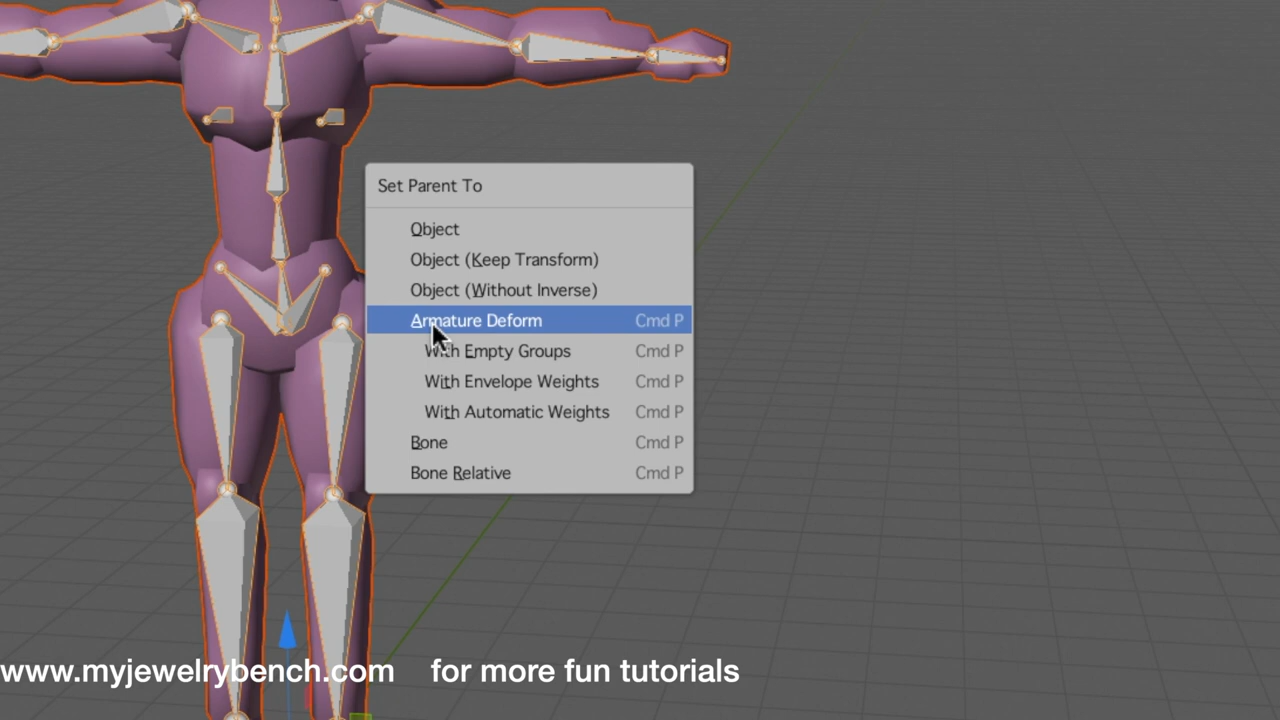 Set Parent To
Object
Object (Keep Transform)
Object (Without Inverse)
Armature Deform Cmd P
With Empty Groups Cmd P
With Envelope Weights Cmd P
With Automatic Weights Cmd P
Bone Cmd P
Bone Relative Cmd P
www.myjewelrybench.com for more fun tutorials